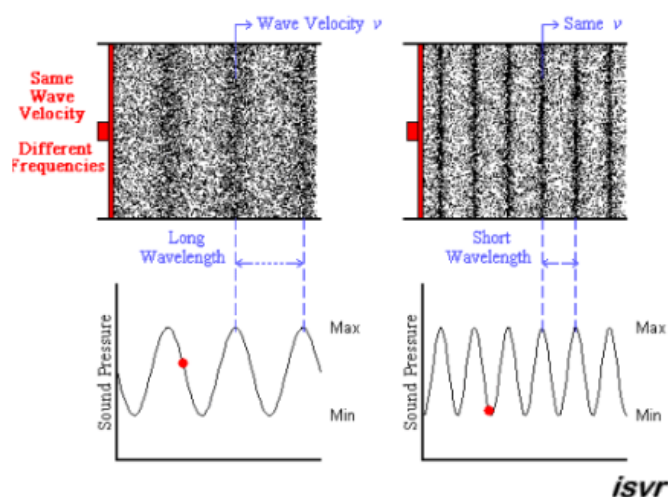 Wave Velocity ν
Same ν
Same
Wave
Velocity
Different
Frequencies
Long
Wavelength
Short
Wavelength
Sound Pressure
Max
Min
Sound Pressure
Max
Min
isvr